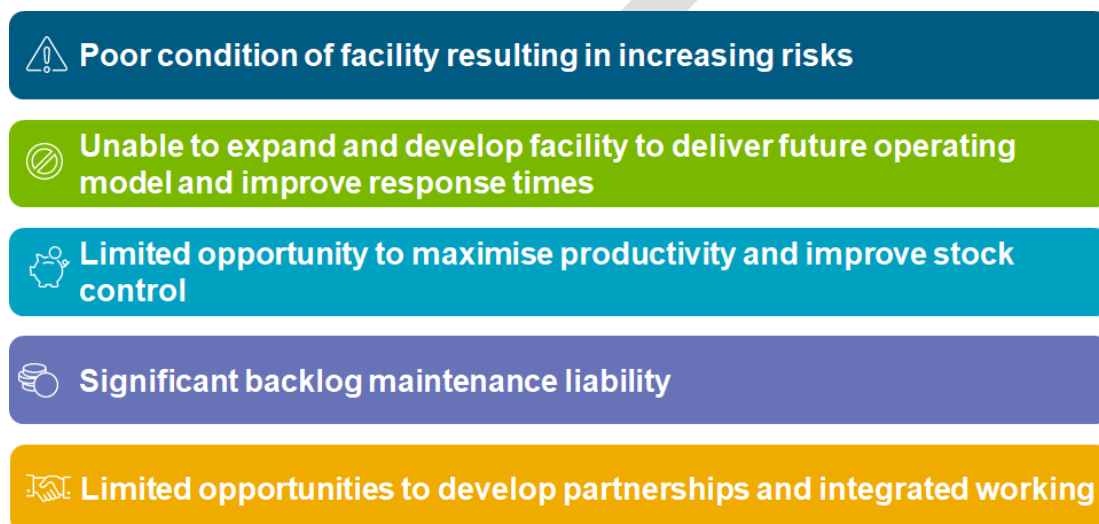 Poor condition of facility resulting in increasing risks
Unable to expand and develop facility to deliver future operating
model and improve response times
Limited opportunity to maximise productivity and improve stock
control
Significant backlog maintenance liability
Limited opportunities to develop partnerships and integrated working